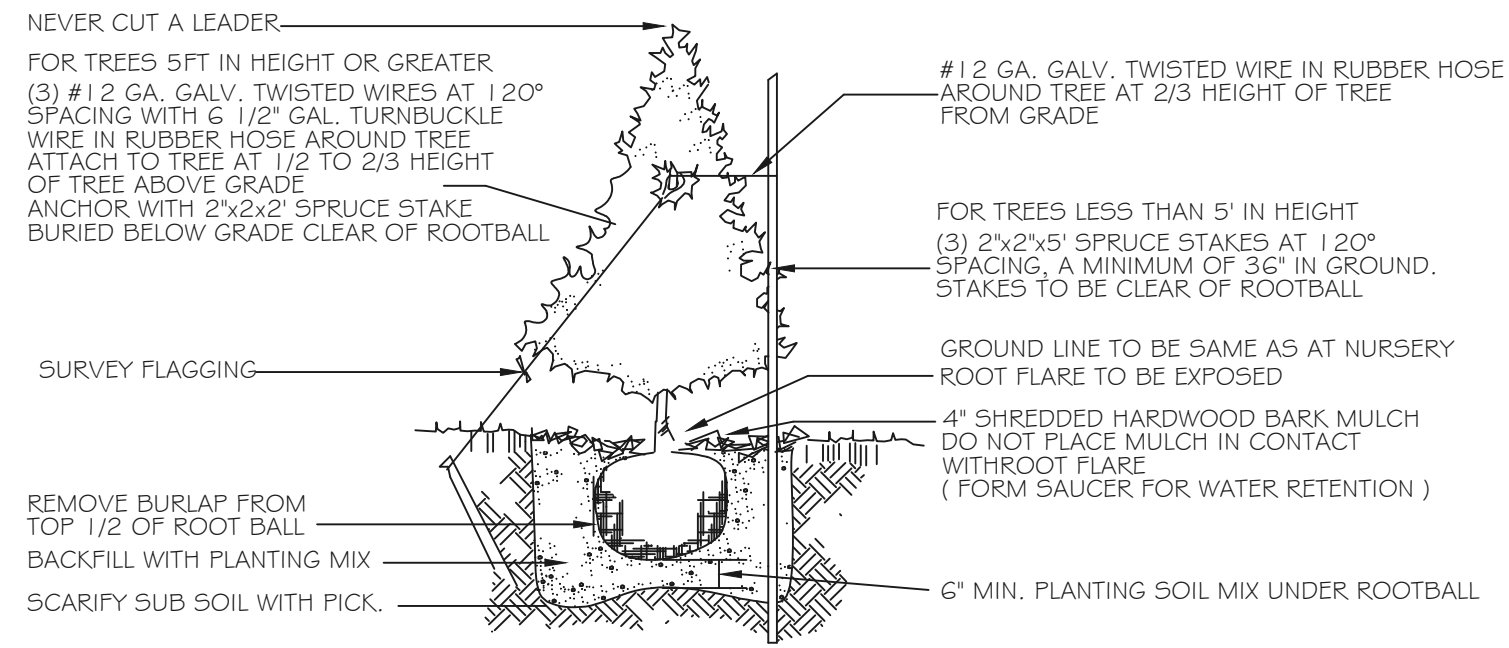 NEVER CUT A LEADER
FOR TREES 5FT IN HEIGHT OR GREATER
(3) #12 GA. GALV. TWISTED WIRES AT 120°
SPACING WITH 6 1/2" GAL. TURNBUCKLE
WIRE IN RUBBER HOSE AROUND TREE
ATTACH TO TREE AT 1/2 TO 2/3 HEIGHT
OF TREE ABOVE GRADE
ANCHOR WITH 2"x2x2' SPRUCE STAKE
BURIED BELOW GRADE CLEAR OF ROOTBALL
SURVEY FLAGGING
REMOVE BURLAP FROM
TOP 1/2 OF ROOT BALL
BACKFILL WITH PLANTING MIX
SCARIFY SUB SOIL WITH PICK.
#12 GA. GALV. TWISTED WIRE IN RUBBER HOSE
AROUND TREE AT 2/3 HEIGHT OF TREE
FROM GRADE
FOR TREES LESS THAN 5' IN HEIGHT
(3) 2"x2"x5' SPRUCE STAKES AT 120°
SPACING, A MINIMUM OF 36" IN GROUND.
STAKES TO BE CLEAR OF ROOTBALL
GROUND LINE TO BE SAME AS AT NURSERY
ROOT FLARE TO BE EXPOSED
4" SHREDDED HARDWOOD BARK MULCH
DO NOT PLACE MULCH IN CONTACT
WITHROOT FLARE
( FORM SAUCER FOR WATER RETENTION )
6" MIN. PLANTING SOIL MIX UNDER ROOTBALL